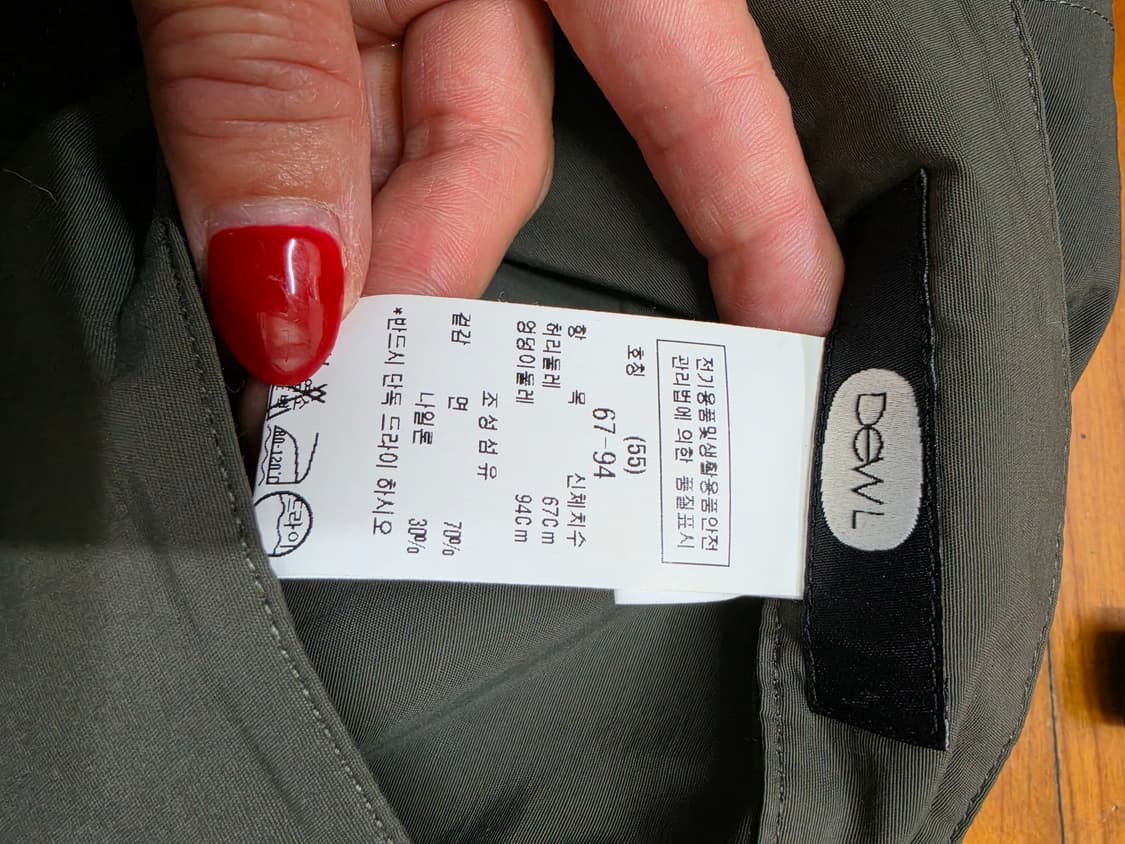 DEWL
전기용품및생활용품안전
관리법에 의한 품질표시
(55)
호칭 67-94
항 목 신체치수
허리둘레 67Cm
엉덩이둘레 94Cm
조성섬유
겉감 면 70%
나일론 30%
*반드시 단독 드라이 하시오
드라이